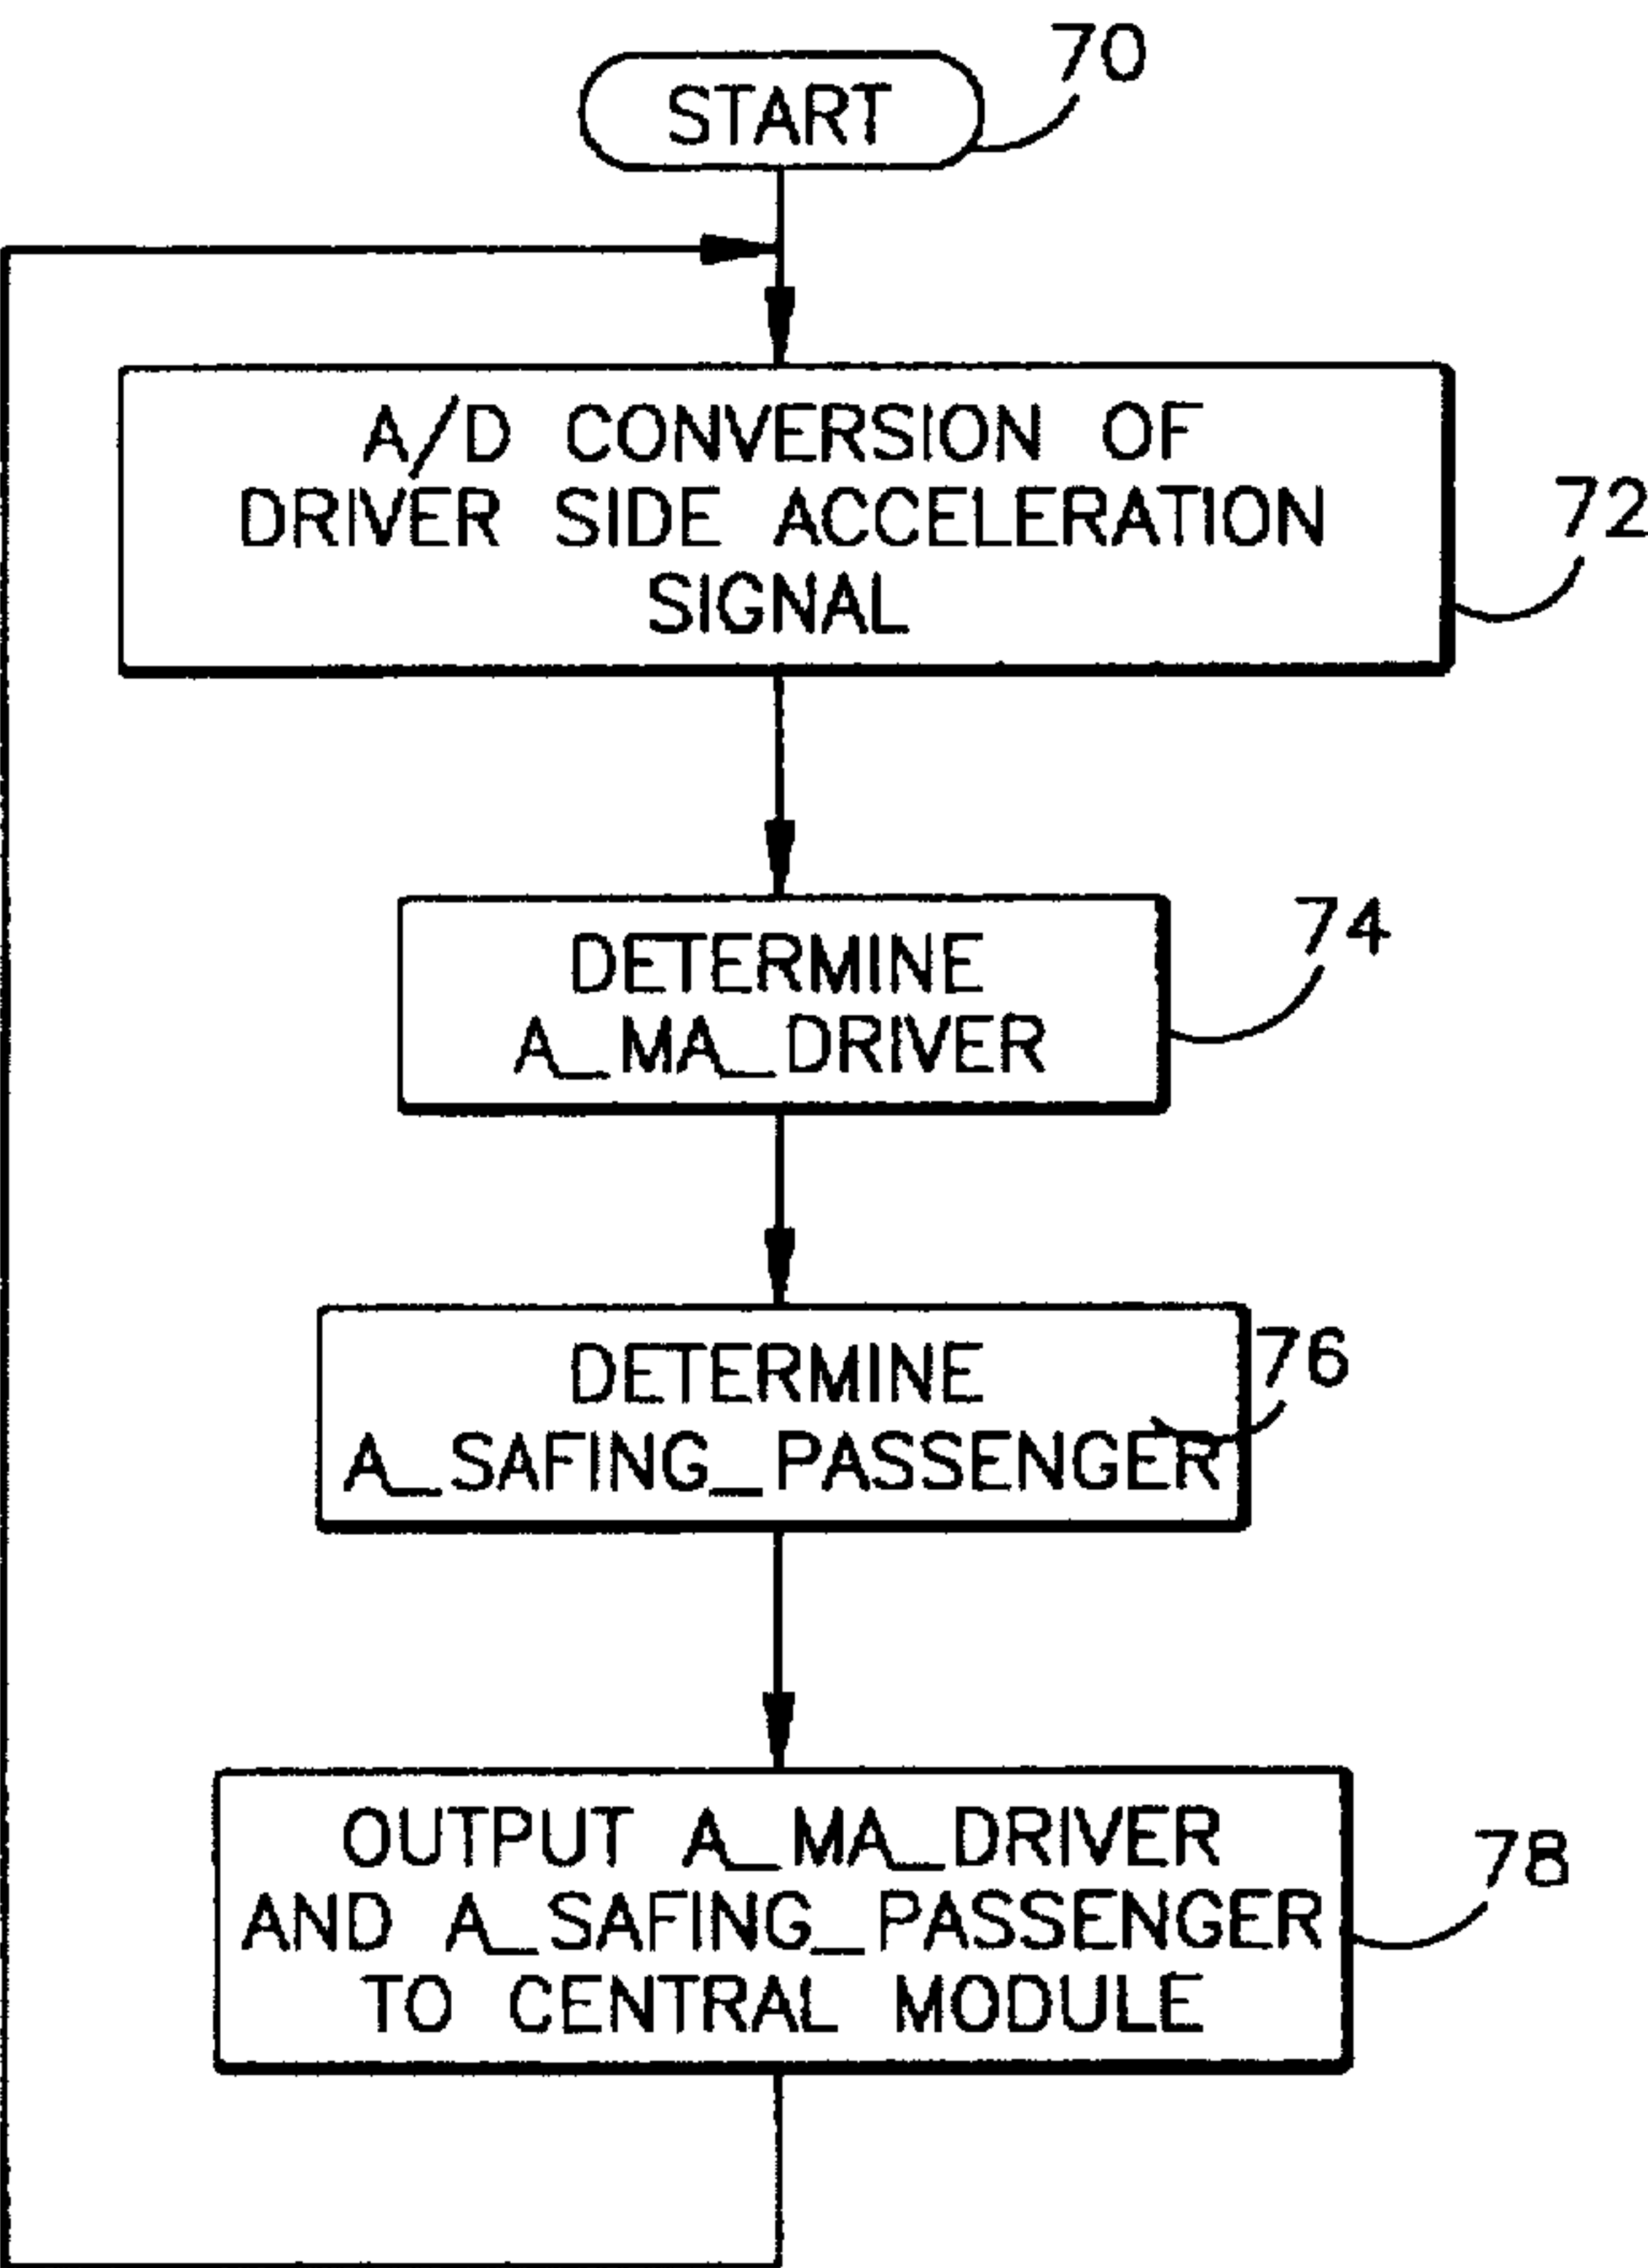 70
START
A/D CONVERSION OF
DRIVER SIDE ACCELERATION
SIGNAL
72
DETERMINE
A_MA_DRIVER
74
DETERMINE
A_SAFING_PASSENGER
76
OUTPUT A_MA_DRIVER
AND A_SAFING_PASSENGER
TO CENTRAL MODULE
78